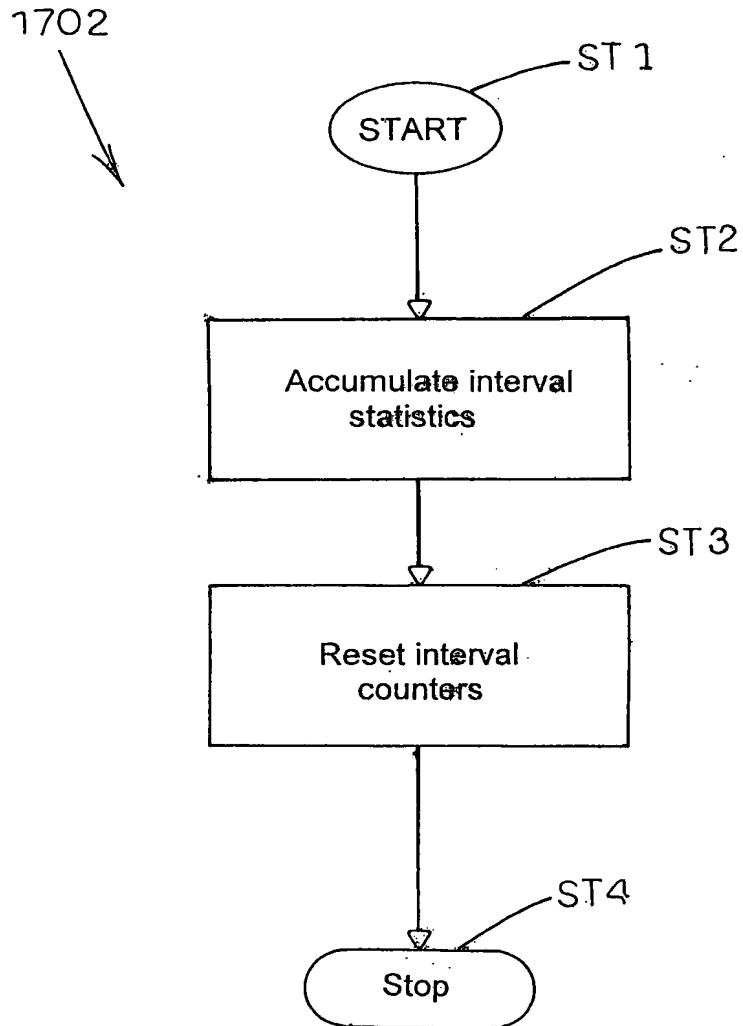 1702
ST 1
START
ST2
Accumulate interval
statistics
ST3
Reset interval
counters
ST4
Stop